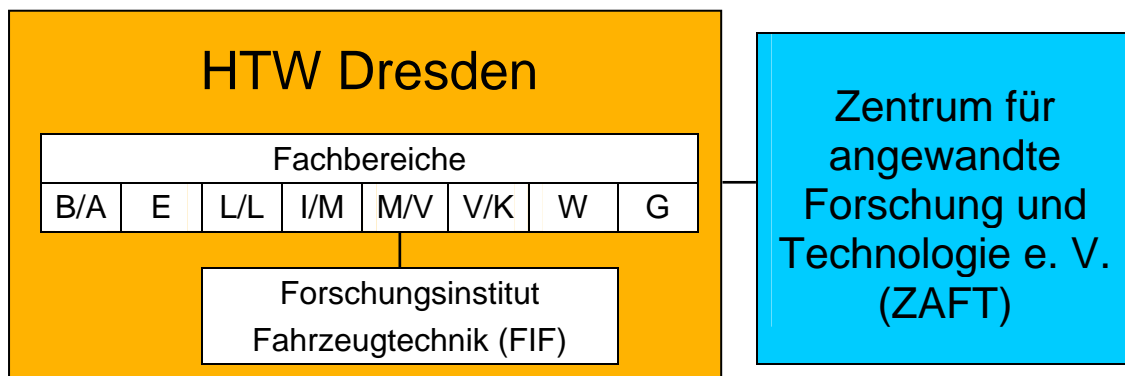 HTW Dresden
Fachbereiche
B/A E L/L I/M M/V V/K W G
Forschungsinstitut
Fahrzeugtechnik (FIF)
Zentrum für
angewandte
Forschung und
Technologie e. V.
(ZAFT)